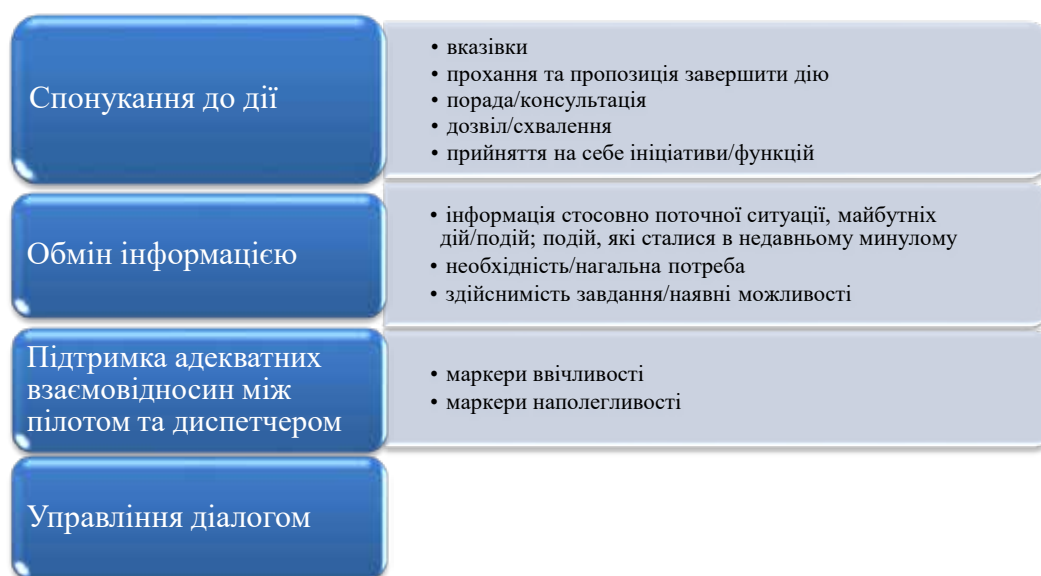 Спонукання до дії
• вказівки
• прохання та пропозиція завершити дію
• порада/консультація
• дозвіл/схвалення
• прийняття на себе ініціативи/функцій
Обмін інформацією
• інформація стосовно поточної ситуації, майбутніх
дій/подій; подій, які сталися в недавньому минулому
• необхідність/нагальна потреба
• здійснимість завдання/наявні можливості
Підтримка адекватних
взаємовідносин між
пілотом та диспетчером
• маркери ввічливості
• маркери наполегливості
Управління діалогом